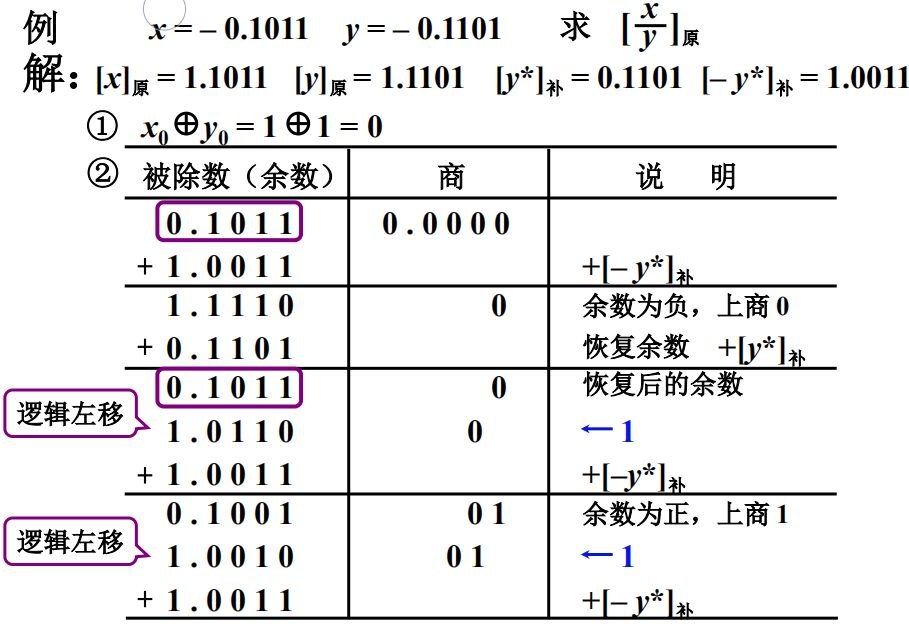 例 x = – 0.1011 y = – 0.1101 求 [x/y]原
解：[x]原 = 1.1011 [y]原 = 1.1101 [y*]补 = 0.1101 [– y*]补 = 1.0011
① x0 ⊕ y0 = 1 ⊕ 1 = 0
② 被除数（余数） 商 说 明
0.1011 0.0000
+ 1.0011 +[– y*]补
1.1110 0 余数为负，上商 0
+ 0.1101 恢复余数 +[y*]补
0.1011 0 恢复后的余数
逻辑左移 1.0110 0 ← 1
+ 1.0011 +[–y*]补
0.1001 01 余数为正，上商 1
逻辑左移 1.0010 01 ← 1
+ 1.0011 +[– y*]补